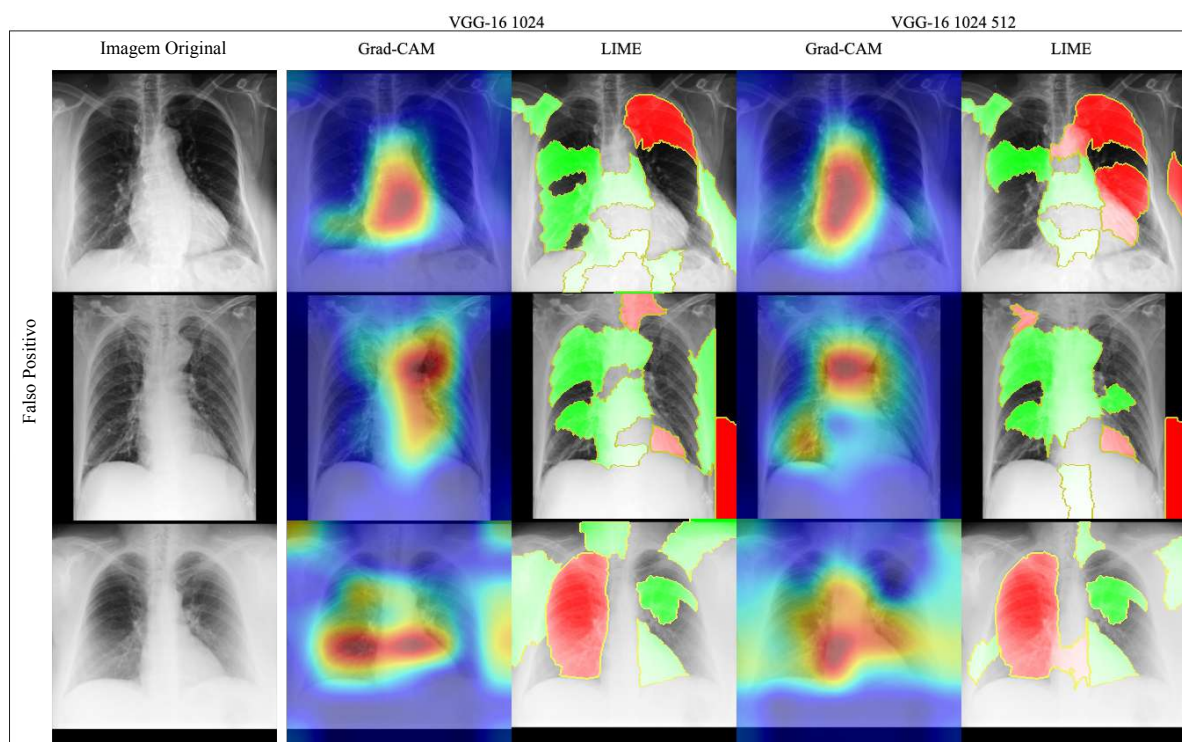 VGG-16 1024
VGG-16 1024 512
Imagem Original
Grad-CAM
LIME
Grad-CAM
LIME
Falso Positivo